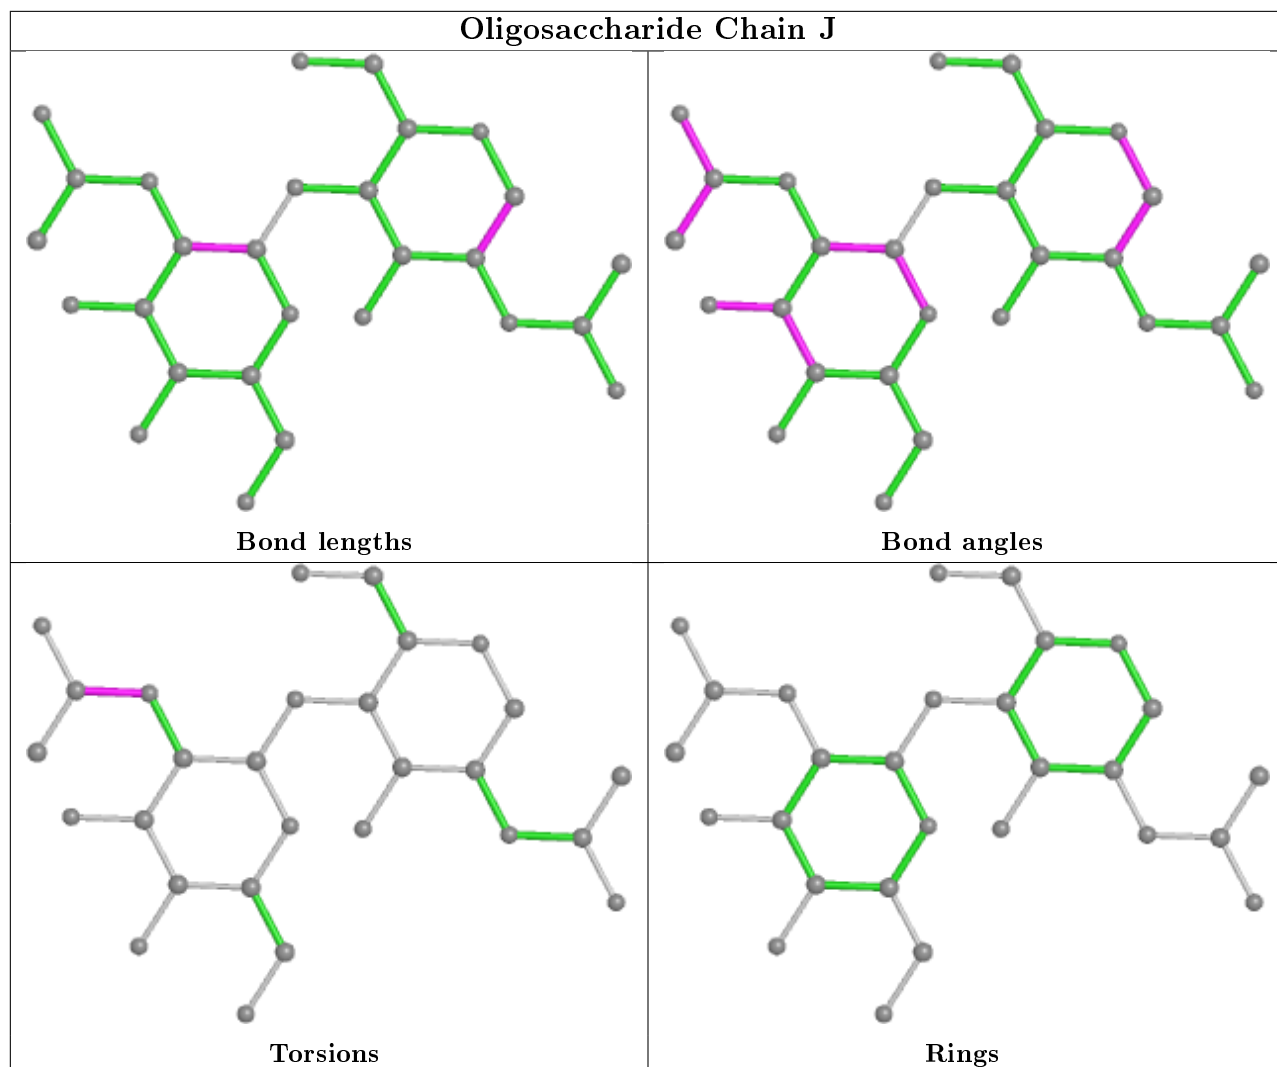 Oligosaccharide Chain J
Bond lengths
Bond angles
Torsions
Rings